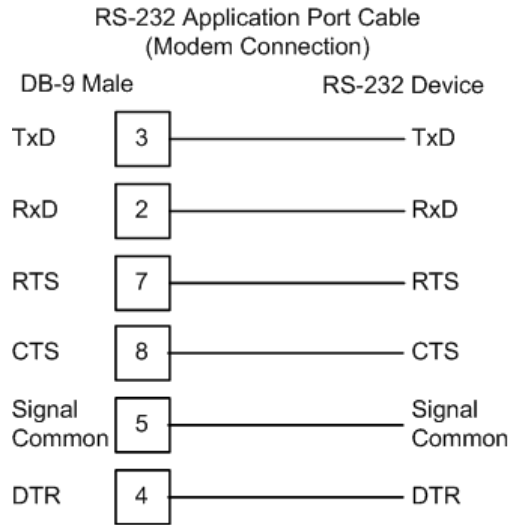 RS-232 Application Port Cable
(Modem Connection)
DB-9 Male RS-232 Device
TxD 3 TxD
RxD 2 RxD
RTS 7 RTS
CTS 8 CTS
Signal Common 5 Signal Common
DTR 4 DTR